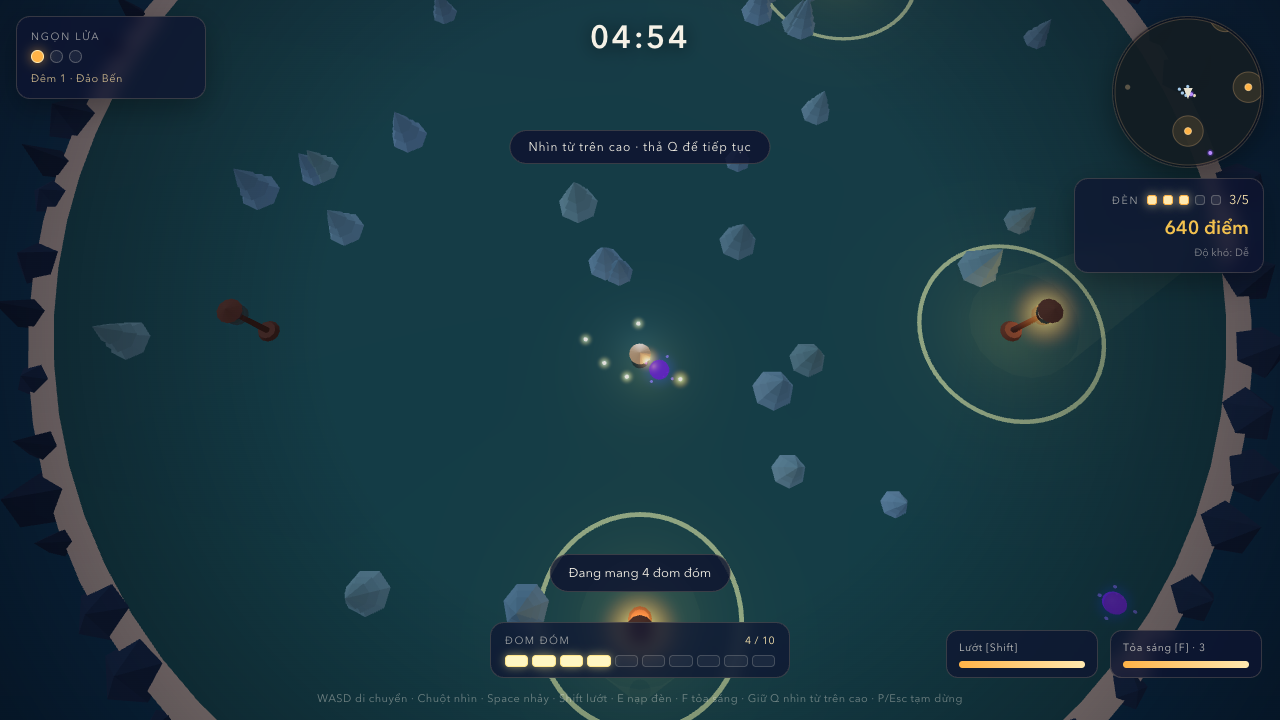 NGỌN LỬA
Đêm 1 · Đảo Bến
04:54
Nhìn từ trên cao · thả Q để tiếp tục
ĐÈN 3/5
640 điểm
Độ khó: Dễ
Đang mang 4 đom đóm
ĐOM ĐÓM 4 / 10
Lướt [Shift]
Tỏa sáng [F] · 3
WASD di chuyển · Chuột nhìn · Space nhảy · Shift lướt · E nạp đèn · F tỏa sáng · Giữ Q nhìn từ trên cao · P/Esc tạm dừng